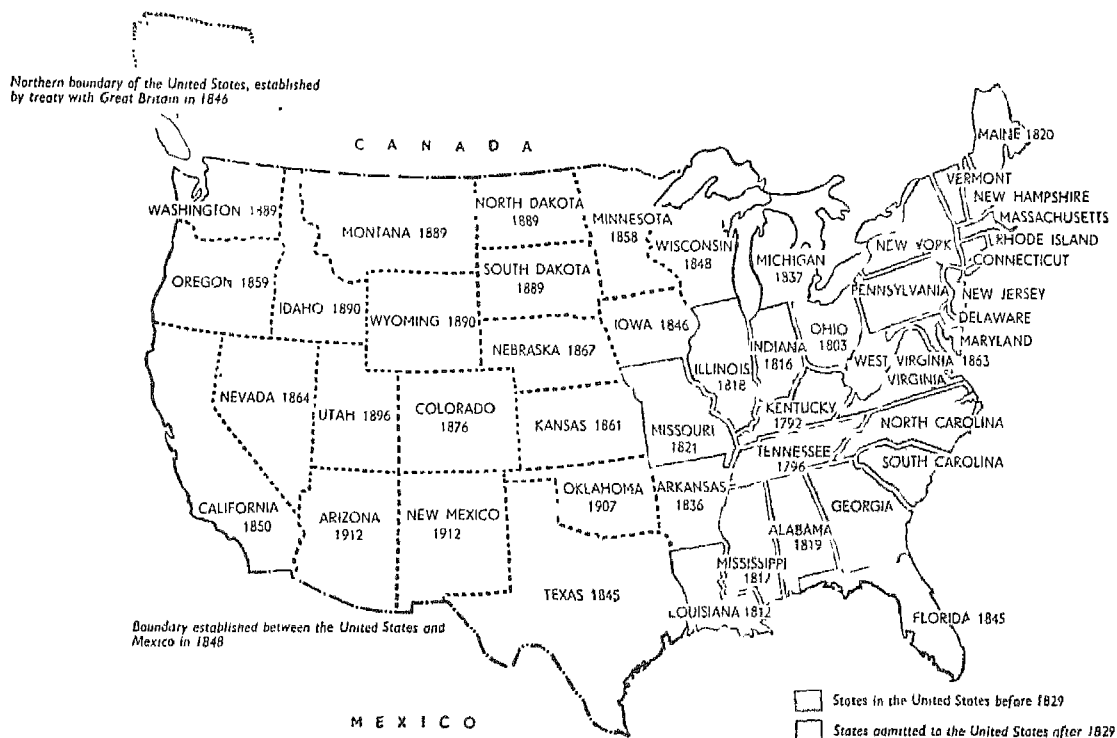 Northern boundary of the United States, established
by treaty with Great Britain in 1846
C A N A D A
MAINE 1820
VERMONT
NEW HAMPSHIRE
MASSACHUSETTS
RHODE ISLAND
CONNECTICUT
NEW YORK
PENNSYLVANIA
NEW JERSEY
DELAWARE
MARYLAND
WASHINGTON 1889
MONTANA 1889
NORTH DAKOTA
1889
MINNESOTA
1858
WISCONSIN
1848
MICHIGAN
1837
OREGON 1859
IDAHO 1890
WYOMING 1890
SOUTH DAKOTA
1889
IOWA 1846
NEBRASKA 1867
ILLINOIS
1818
INDIANA
1816
OHIO
1803
WEST VIRGINIA 1863
VIRGINIA
NEVADA 1864
UTAH 1896
COLORADO
1876
KANSAS 1861
MISSOURI
1821
KENTUCKY
1792
NORTH CAROLINA
TENNESSEE
1796
SOUTH CAROLINA
CALIFORNIA
1850
ARIZONA
1912
NEW MEXICO
1912
OKLAHOMA
1907
ARKANSAS
1836
GEORGIA
ALABAMA
1819
MISSISSIPPI
1817
TEXAS 1845
LOUISIANA 1812
FLORIDA 1845
Boundary established between the United States and
Mexico in 1848
M E X I C O
States in the United States before 1829
States admitted to the United States after 1829